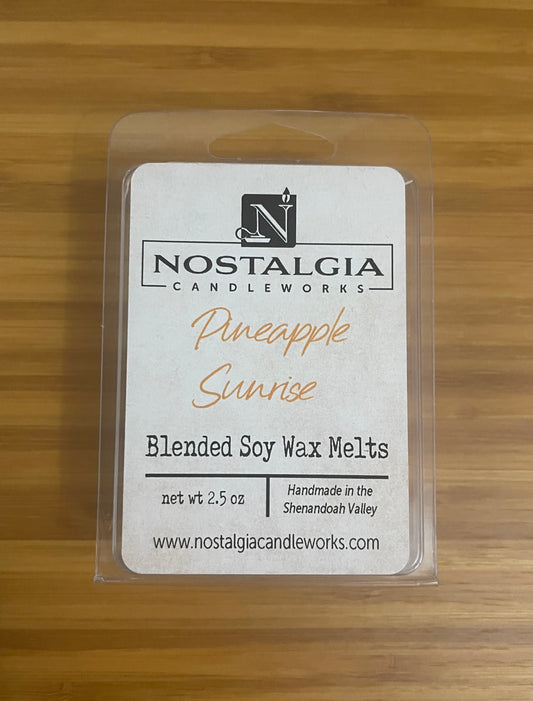 N
NOSTALGIA
CANDLEWORKS
Pineapple
Sunrise
Blended Soy Wax Melts
net wt 2.5 oz
Handmade in the
Shenandoah Valley
www.nostalgiacandleworks.com